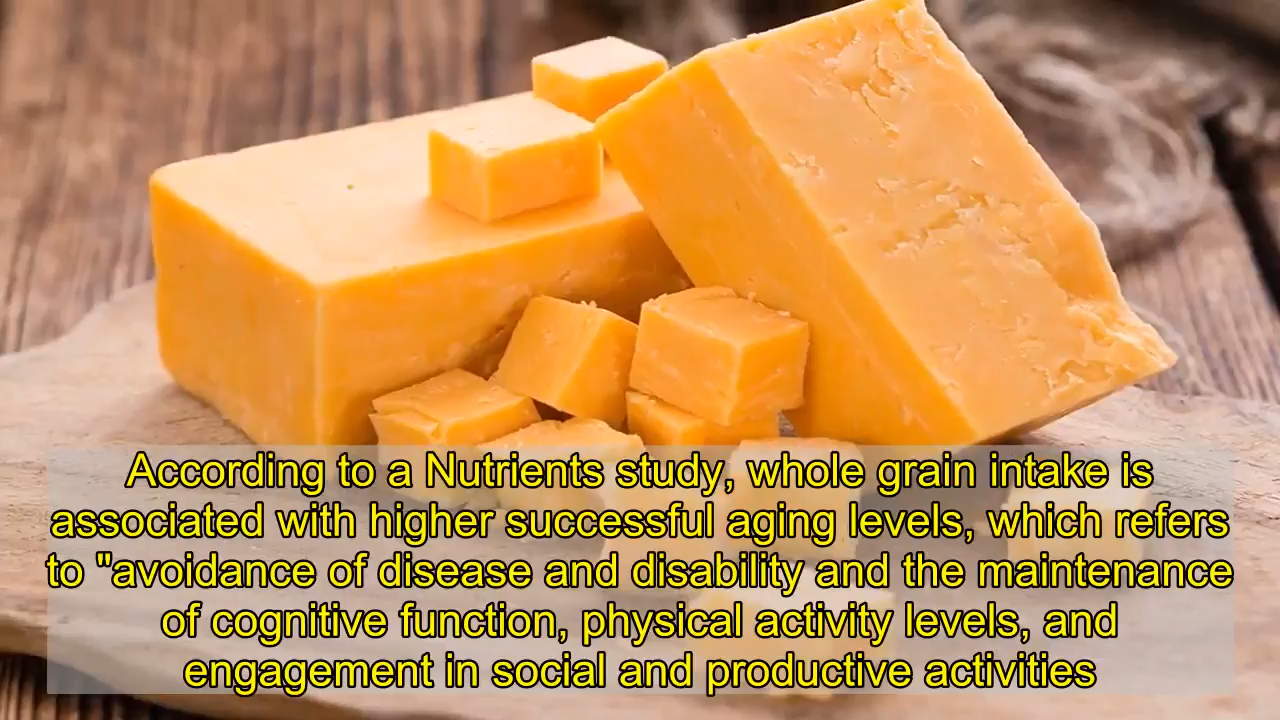 According to a Nutrients study, whole grain intake is
associated with higher successful aging levels, which refers
to "avoidance of disease and disability and the maintenance
of cognitive function, physical activity levels, and
engagement in social and productive activities